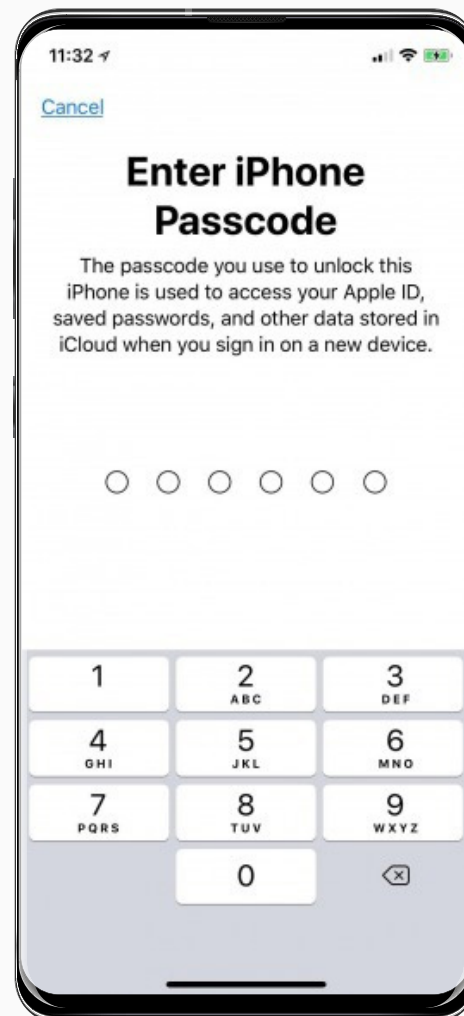 11:32
Cancel
Enter iPhone
Passcode
The passcode you use to unlock this
iPhone is used to access your Apple ID,
saved passwords, and other data stored in
iCloud when you sign in on a new device.
1
2
ABC
3
DEF
4
GHI
5
JKL
6
MNO
7
PQRS
8
TUV
9
WXYZ
0